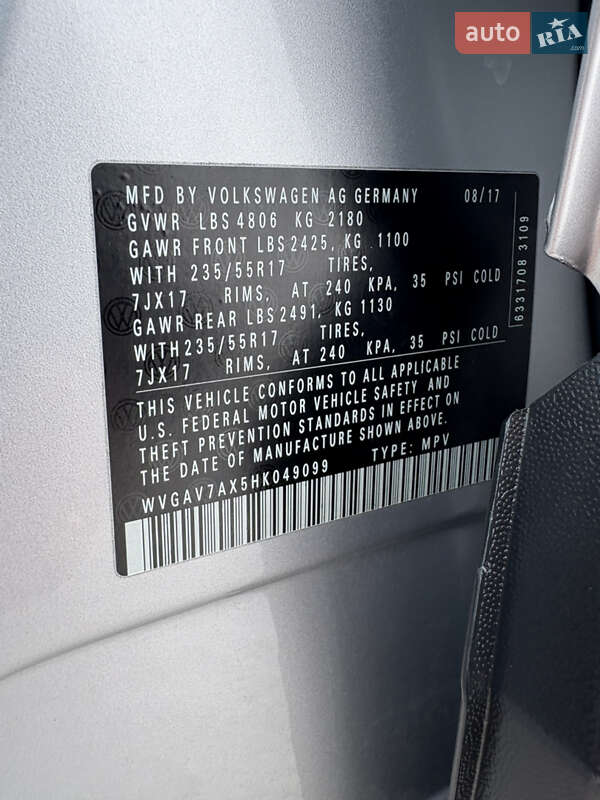 auto RIA.com
MFD BY VOLKSWAGEN AG GERMANY 08/17
GVWR LBS 4806 KG 2180
GAWR FRONT LBS 2425, KG 1100
WITH 235/55R17 TIRES,
7JX17 RIMS, AT 240 KPA, 35 PSI COLD
GAWR REAR LBS 2491, KG 1130
WITH 235/55R17 TIRES,
7JX17 RIMS, AT 240 KPA, 35 PSI COLD
THIS VEHICLE CONFORMS TO ALL APPLICABLE
U.S. FEDERAL MOTOR VEHICLE SAFETY AND
THEFT PREVENTION STANDARDS IN EFFECT ON
THE DATE OF MANUFACTURE SHOWN ABOVE.
WVGAV7AX5HK049099 TYPE: MPV
6331708 3109